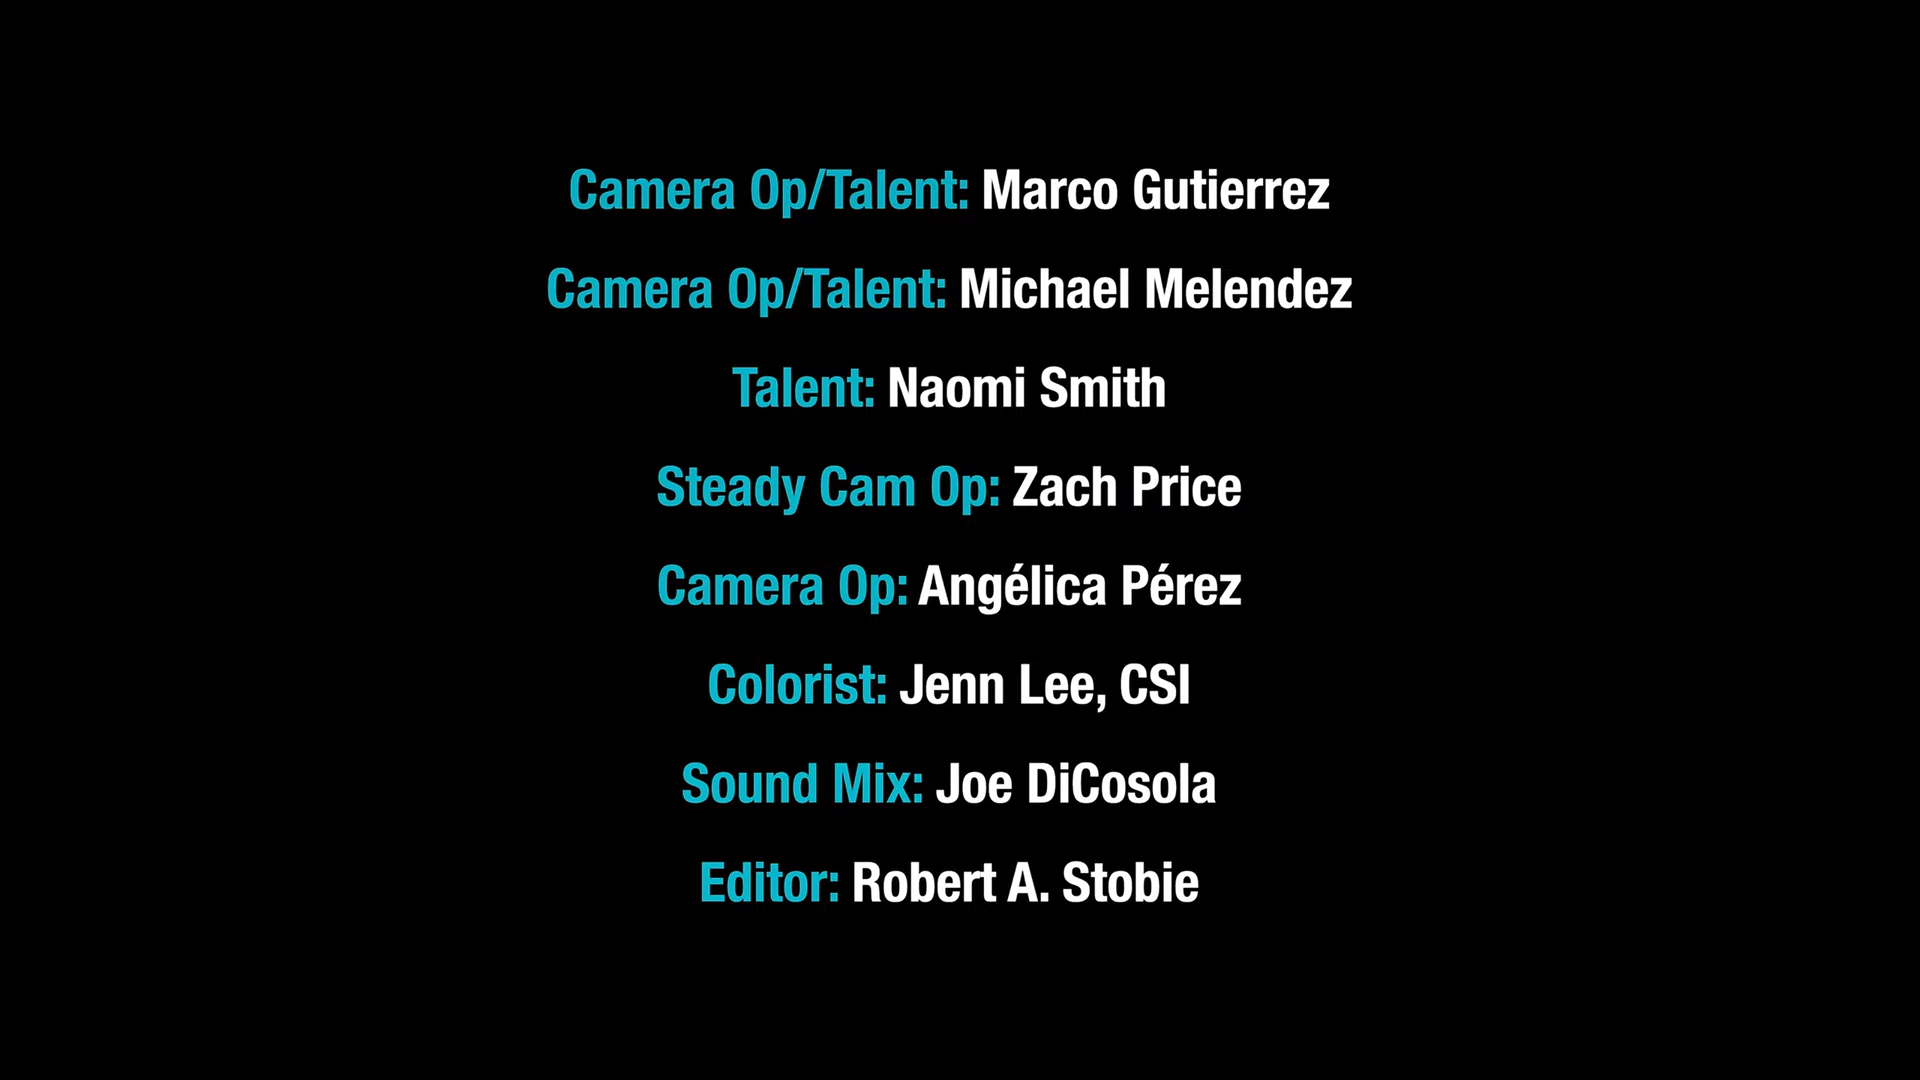 Camera Op/Talent: Marco Gutierrez
Camera Op/Talent: Michael Melendez
Talent: Naomi Smith
Steady Cam Op: Zach Price
Camera Op: Angélica Pérez
Colorist: Jenn Lee, CSI
Sound Mix: Joe DiCosola
Editor: Robert A. Stobie